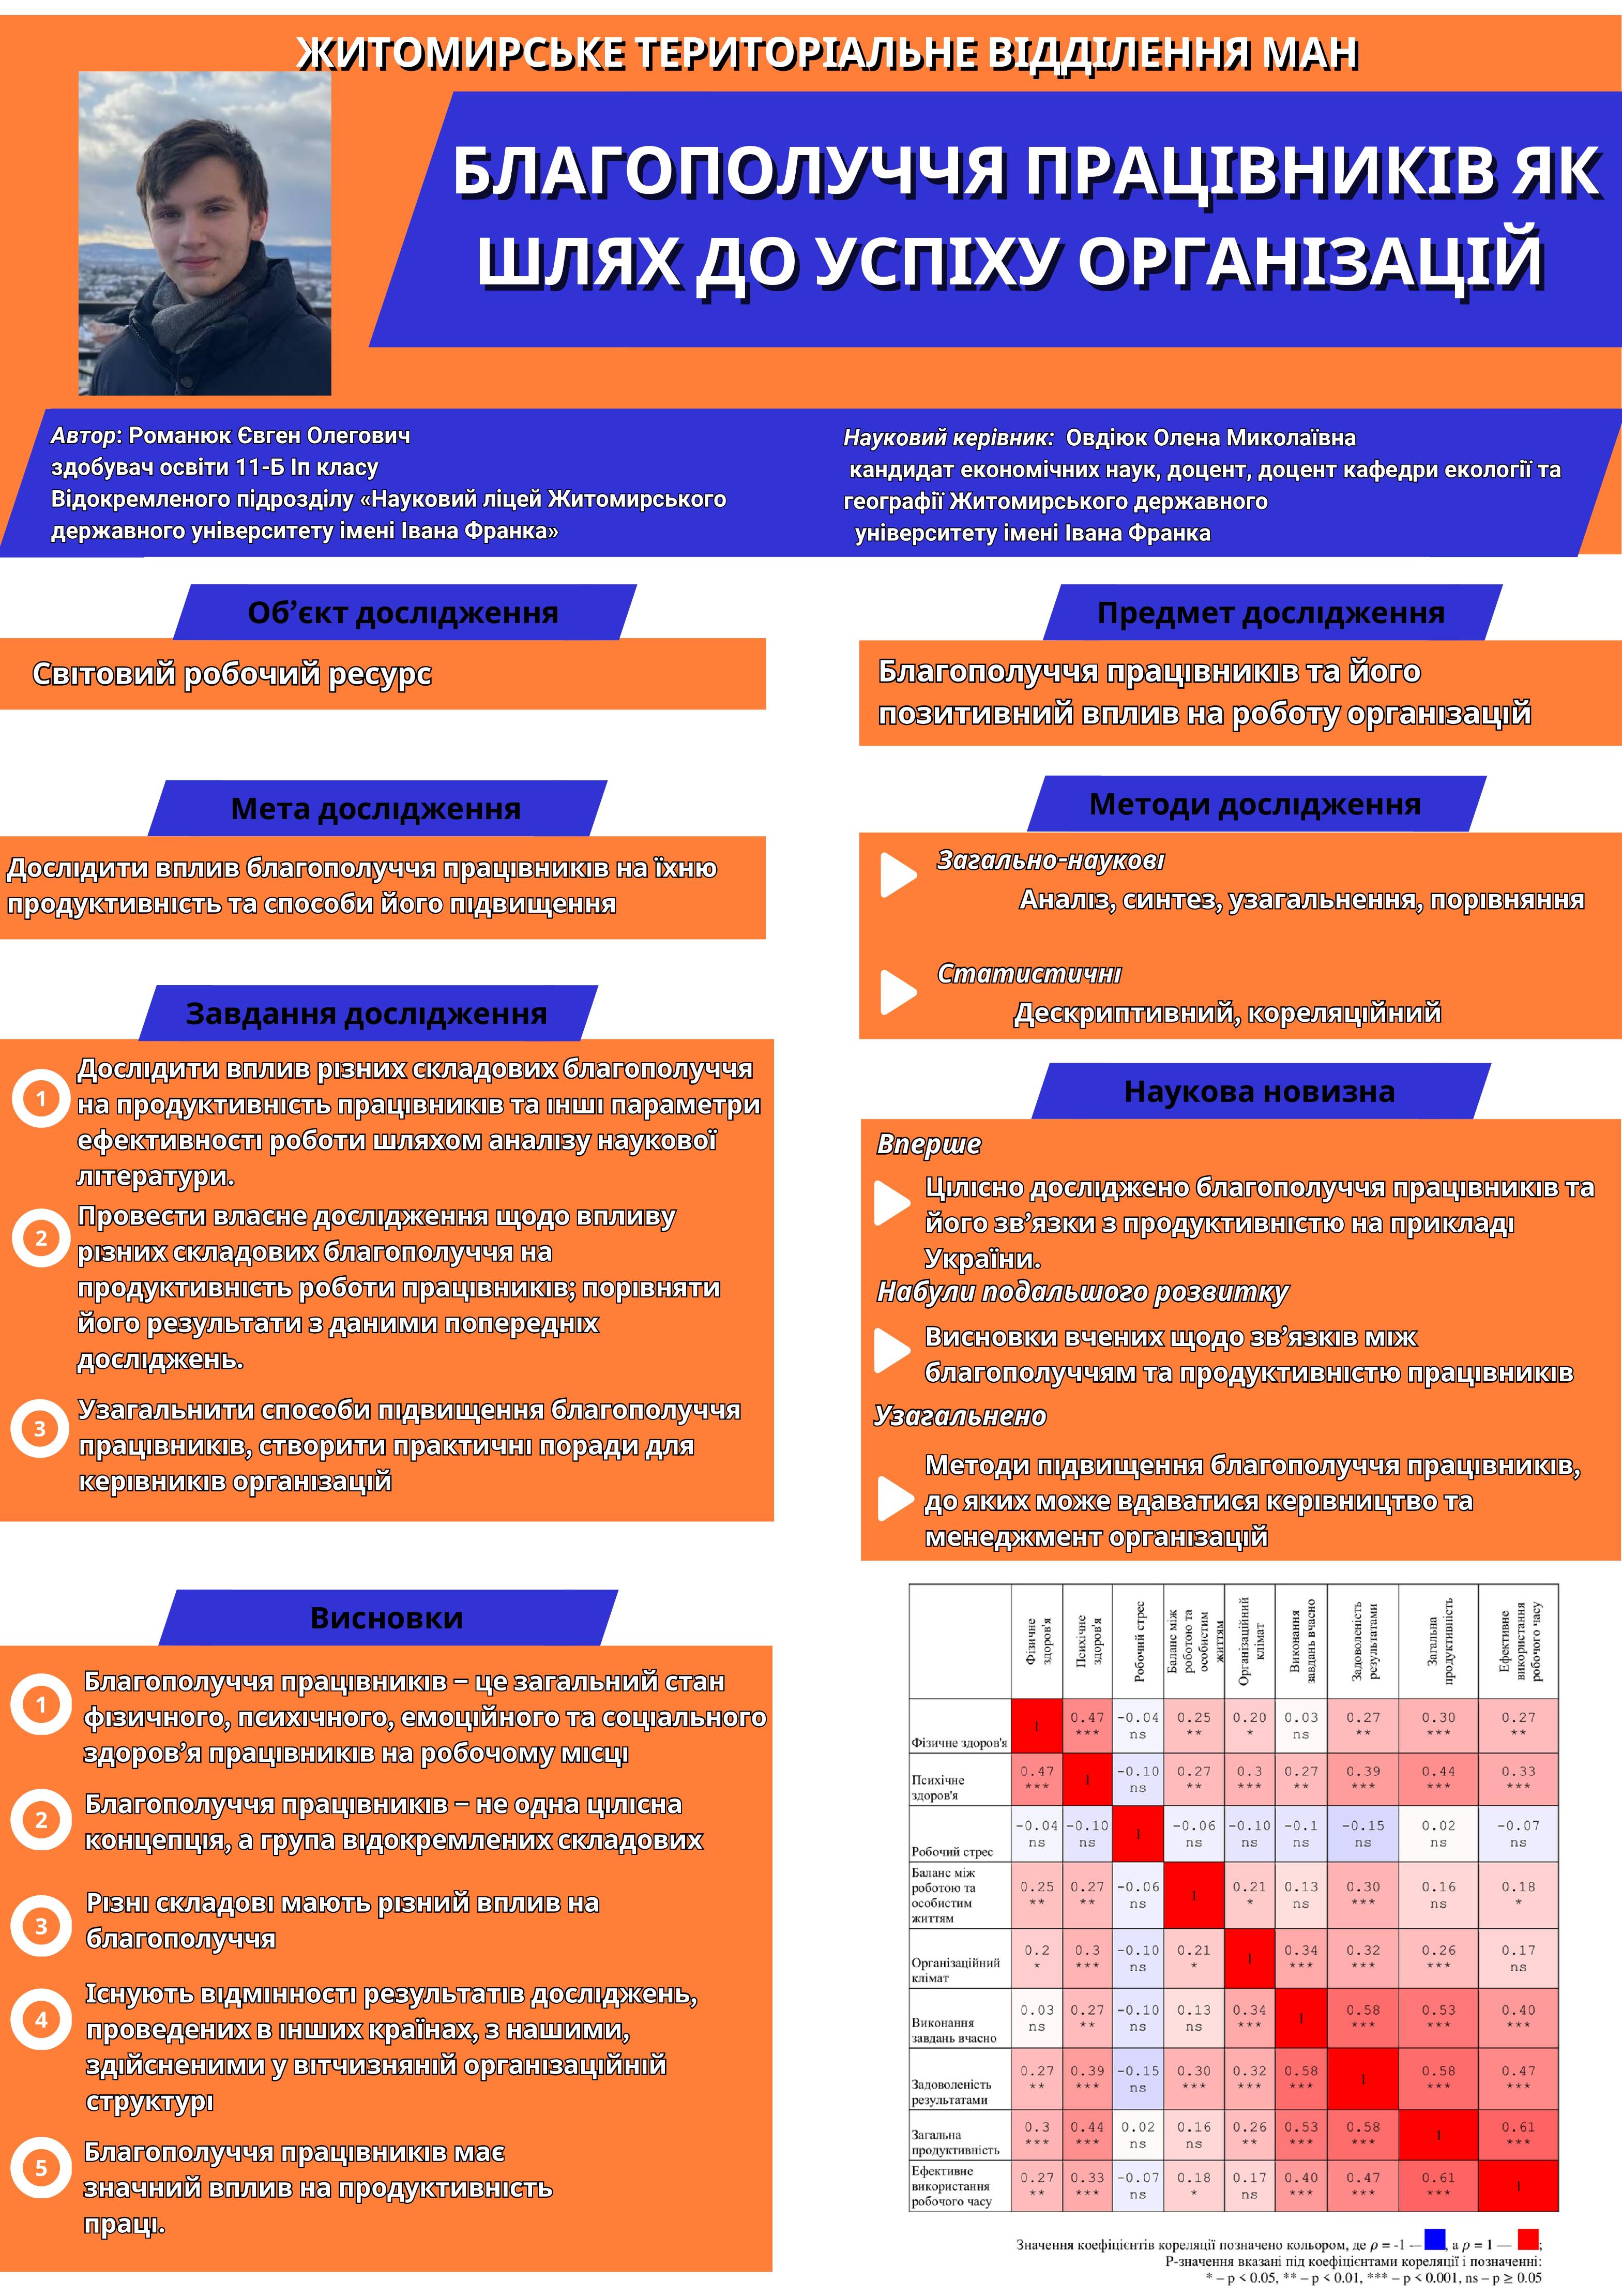 ЖИТОМИРСЬКЕ ТЕРИТОРІАЛЬНЕ ВІДДІЛЕННЯ МАН
БЛАГОПОЛУЧЧЯ ПРАЦІВНИКІВ ЯК
ШЛЯХ ДО УСПІХУ ОРГАНІЗАЦІЙ
Автор: Романюк Євген Олегович
здобувач освіти 11-Б Іп класу
Відокремленого підрозділу «Науковий ліцей Житомирського
державного університету імені Івана Франка»
Науковий керівник: Овдіюк Олена Миколаївна
кандидат економічних наук, доцент, доцент кафедри екології та
географії Житомирського державного
університету імені Івана Франка
Об’єкт дослідження
Світовий робочий ресурс
Предмет дослідження
Благополуччя працівників та його
позитивний вплив на роботу організацій
Мета дослідження
Дослідити вплив благополуччя працівників на їхню
продуктивність та способи його підвищення
Методи дослідження
Загально-наукові
Аналіз, синтез, узагальнення, порівняння
Статистичні
Дескриптивний, кореляційний
Завдання дослідження
1
Дослідити вплив різних складових благополуччя
на продуктивність працівників та інші параметри
ефективності роботи шляхом аналізу наукової
літератури.
2
Провести власне дослідження щодо впливу
різних складових благополуччя на
продуктивність роботи працівників; порівняти
його результати з даними попередніх
досліджень.
3
Узагальнити способи підвищення благополуччя
працівників, створити практичні поради для
керівників організацій
Наукова новизна
Вперше
Цілісно досліджено благополуччя працівників та
його зв’язки з продуктивністю на прикладі
України.
Набули подальшого розвитку
Висновки вчених щодо зв’язків між
благополуччям та продуктивністю працівників
Узагальнено
Методи підвищення благополуччя працівників,
до яких може вдаватися керівництво та
менеджмент організацій
Висновки
1
Благополуччя працівників – це загальний стан
фізичного, психічного, емоційного та соціального
здоров’я працівників на робочому місці
2
Благополуччя працівників – не одна цілісна
концепція, а група відокремлених складових
3
Різні складові мають різний вплив на
благополуччя
4
Існують відмінності результатів досліджень,
проведених в інших країнах, з нашими,
здійсненими у вітчизняній організаційній
структурі
5
Благополуччя працівників має
значний вплив на продуктивність
праці.
Фізичне
здоров'я
Психічне
здоров'я
Робочий стрес
Баланс між
роботою та
особистим
життям
Організаційний
клімат
Виконання
завдань вчасно
Задоволеність
результатами
Загальна
продуктивність
Ефективне
використання
робочого часу
Фізичне здоров'я
1 0.47 -0.04 0.25 0.20 0.03 0.27 0.30 0.27
*** ns ** * ns ** *** **
Психічне
здоров'я
0.47 1 -0.10 0.27 0.3 0.27 0.39 0.44 0.33
*** ns ** *** ** *** *** ***
Робочий стрес
-0.04 -0.10 1 -0.06 -0.10 -0.1 -0.15 0.02 -0.07
ns ns ns ns ns ns ns ns
Баланс між
роботою та
особистим
життям
0.25 0.27 -0.06 1 0.21 0.13 0.30 0.16 0.18
** ** ns * ns *** ns *
Організаційний
клімат
0.2 0.3 -0.10 0.21 1 0.34 0.32 0.26 0.17
* *** ns * *** *** *** ns
Виконання
завдань вчасно
0.03 0.27 -0.10 0.13 0.34 1 0.58 0.53 0.40
ns ** ns ns *** *** *** ***
Задоволеність
результатами
0.27 0.39 -0.15 0.30 0.32 0.58 1 0.58 0.47
** *** ns *** *** *** *** ***
Загальна
продуктивність
0.3 0.44 0.02 0.16 0.26 0.53 0.58 1 0.61
*** *** ns ns ** *** *** ***
Ефективне
використання
робочого часу
0.27 0.33 -0.07 0.18 0.17 0.40 0.47 0.61 1
** *** ns * ns *** *** ***
Значення коефіцієнтів кореляції позначено кольором, де ρ = -1 — , а ρ = 1 — ;
P-значення вказані під коефіцієнтами кореляції і позначенні:
* – p < 0.05, ** – p < 0.01, *** – p < 0.001, ns – p ≥ 0.05